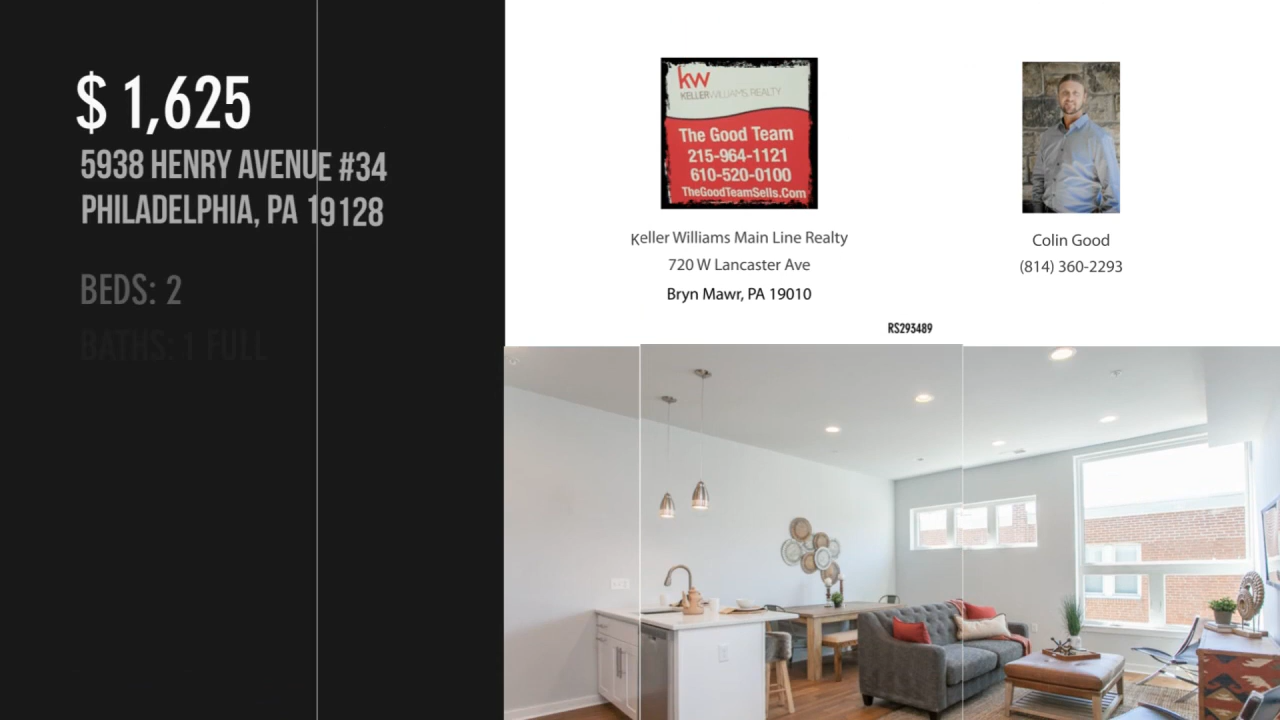 $ 1,625
5938 HENRY AVENUE #34
PHILADELPHIA, PA 19128
BEDS: 2
BATHS: 1 FULL
kw
KELLERWILLIAMS REALTY
The Good Team
215-964-1121
610-520-0100
TheGoodTeamSells.Com
Keller Williams Main Line Realty
720 W Lancaster Ave
Bryn Mawr, PA 19010
Colin Good
(814) 360-2293
RS293489